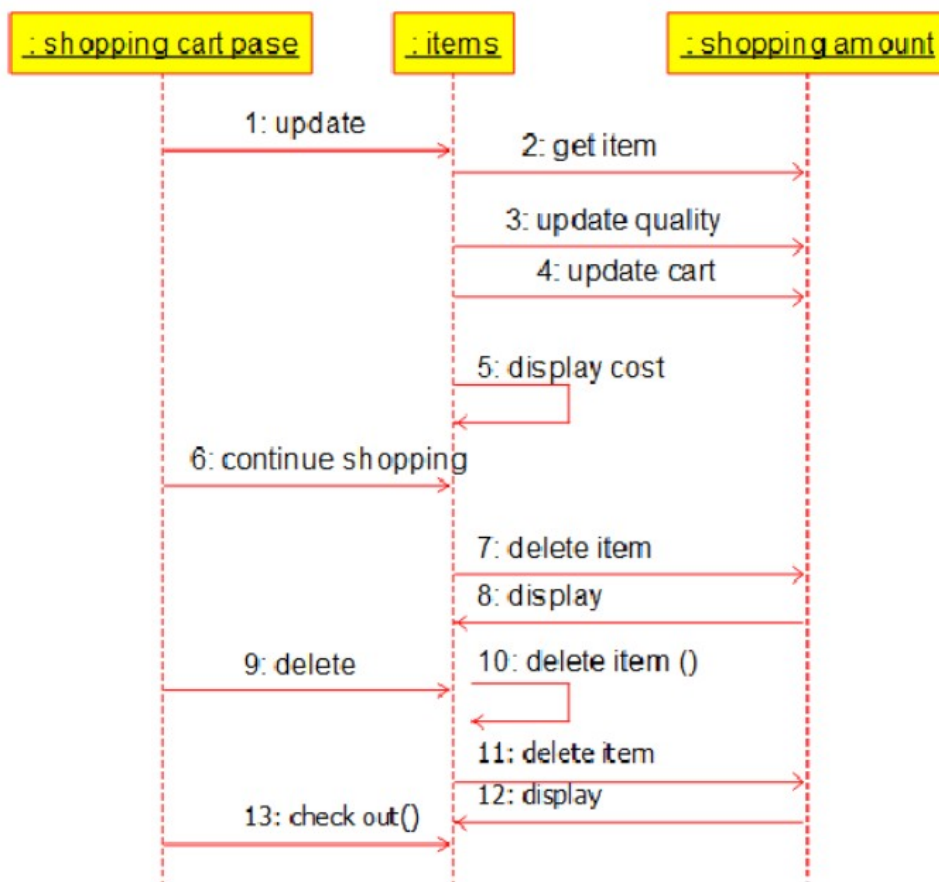 : shopping cart pase
: items
: shopping amount
1: update
2: get item
3: update quality
4: update cart
5: display cost
6: continue shopping
7: delete item
8: display
9: delete
10: delete item ()
11: delete item
12: display
13: check out()